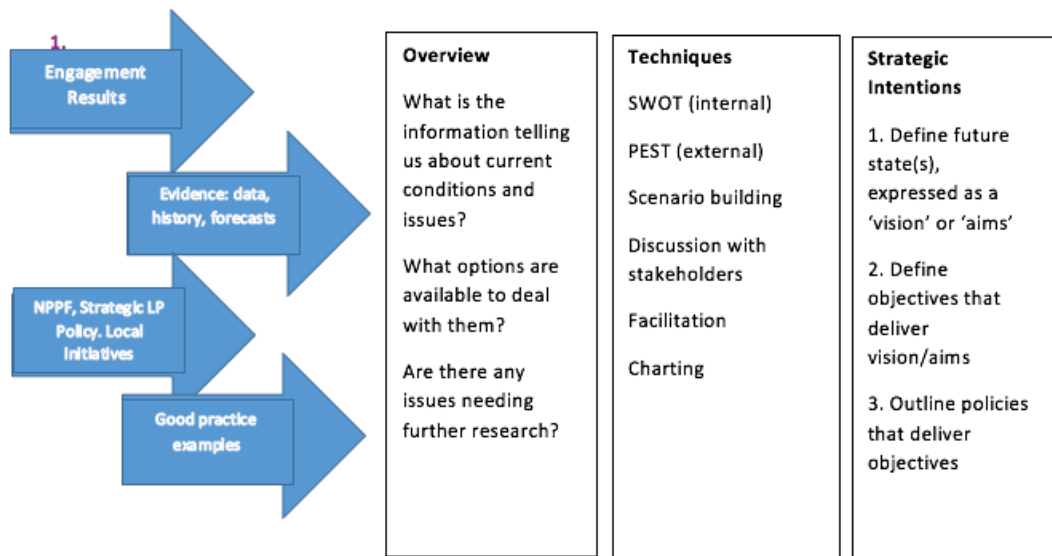 1.
Engagement
Results
Evidence: data,
history, forecasts
NPPF, Strategic LP
Policy. Local
Initiatives
Good practice
examples
Overview
What is the
information telling
us about current
conditions and
issues?
What options are
available to deal
with them?
Are there any
issues needing
further research?
Techniques
SWOT (internal)
PEST (external)
Scenario building
Discussion with
stakeholders
Facilitation
Charting
Strategic
Intentions
1. Define future
state(s),
expressed as a
‘vision’ or ‘aims’
2. Define
objectives that
deliver
vision/aims
3. Outline policies
that deliver
objectives